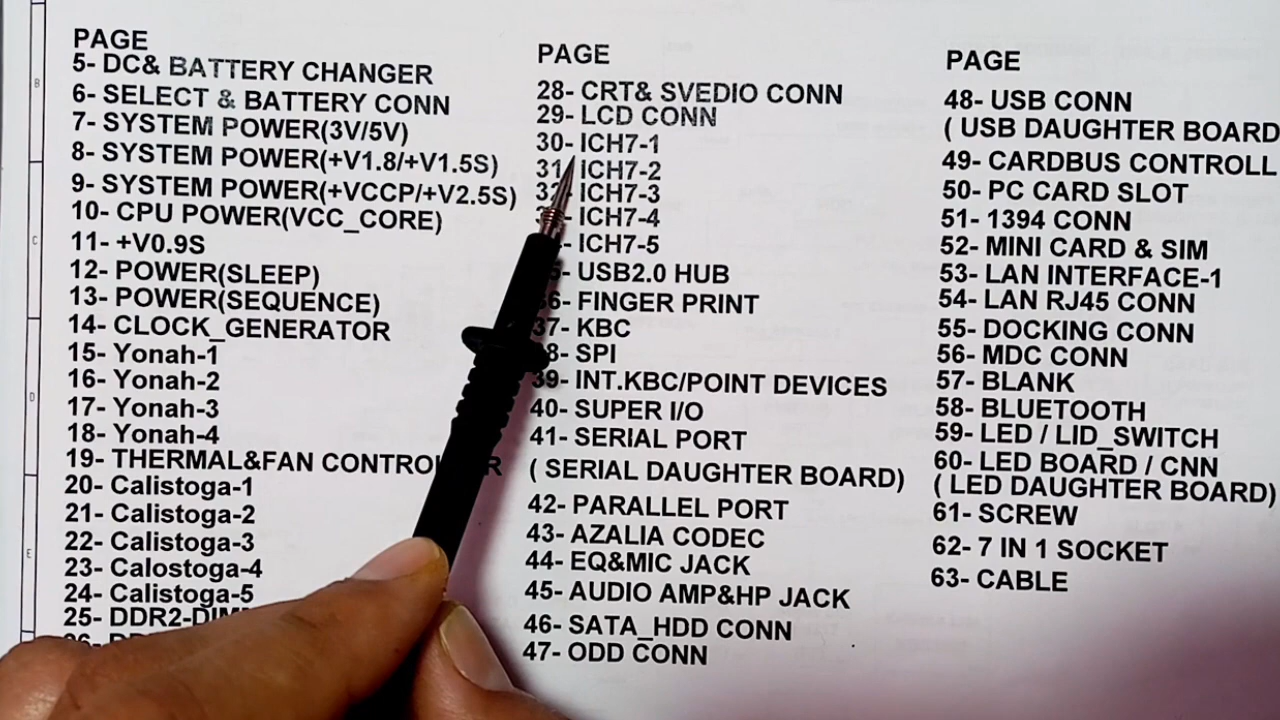 PAGE
5- DC& BATTERY CHANGER
6- SELECT & BATTERY CONN
7- SYSTEM POWER(3V/5V)
8- SYSTEM POWER(+V1.8/+V1.5S)
9- SYSTEM POWER(+VCCP/+V2.5S)
10- CPU POWER(VCC_CORE)
11- +V0.9S
12- POWER(SLEEP)
13- POWER(SEQUENCE)
14- CLOCK_GENERATOR
15- Yonah-1
16- Yonah-2
17- Yonah-3
18- Yonah-4
19- THERMAL&FAN
20- Calistoga-1
21- Calistoga-2
22- Calistoga-3
23- Calostoga-4
24- Calistoga-5
25-
PAGE
28- CRT& SVEDIO CONN
29- LCD CONN
30- ICH7-1
31 ICH7-2
ICH7-3
ICH7-4
ICH7-5
USB2.0 HUB
FINGER PRINT
37- KBC
SPI
39- INT.KBC/POINT DEVICES
40- SUPER I/O
41- SERIAL PORT
( SERIAL DAUGHTER BOARD)
42- PARALLEL PORT
43- AZALIA CODEC
44- EQ&MIC JACK
45- AUDIO AMP&HP JACK
46- SATA_HDD CONN
47- ODD CONN
PAGE
48- USB CONN
( USB DAUGHTER BOARD
49- CARDBUS CONTROLL
50- PC CARD SLOT
51- 1394 CONN
52- MINI CARD & SIM
53- LAN INTERFACE-1
54- LAN RJ45 CONN
55- DOCKING CONN
56- MDC CONN
57- BLANK
58- BLUETOOTH
59- LED / LID_SWITCH
60- LED BOARD / CNN
( LED DAUGHTER BOARD)
61- SCREW
62- 7 IN 1 SOCKET
63- CABLE
B
C
D
E